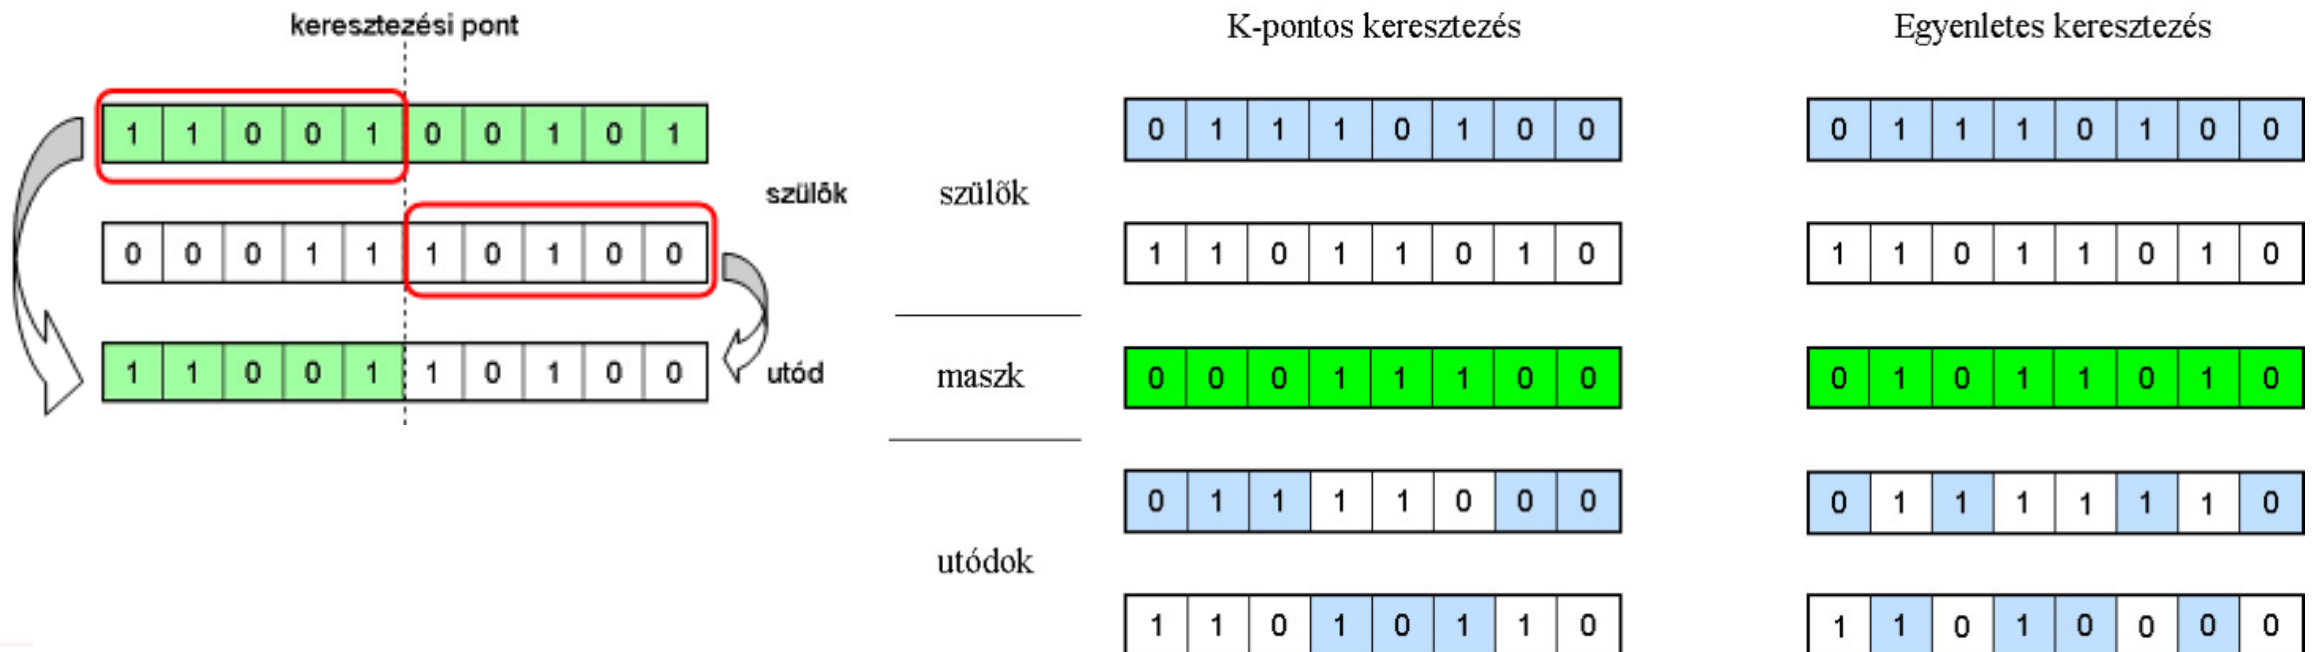 keresztezési pont
1 1 0 0 1 0 0 1 0 1
szülők
0 0 0 1 1 1 0 1 0 0
1 1 0 0 1 1 0 1 0 0
utód
K-pontos keresztezés
Egyenletes keresztezés
0 1 1 1 0 1 0 0
0 1 1 1 0 1 0 0
szülõk
1 1 0 1 1 0 1 0
1 1 0 1 1 0 1 0
maszk
0 0 0 1 1 1 0 0
0 1 0 1 1 0 1 0
0 1 1 1 1 0 0 0
0 1 1 1 1 1 1 0
utódok
1 1 0 1 0 1 1 0
1 1 0 1 0 0 0 0